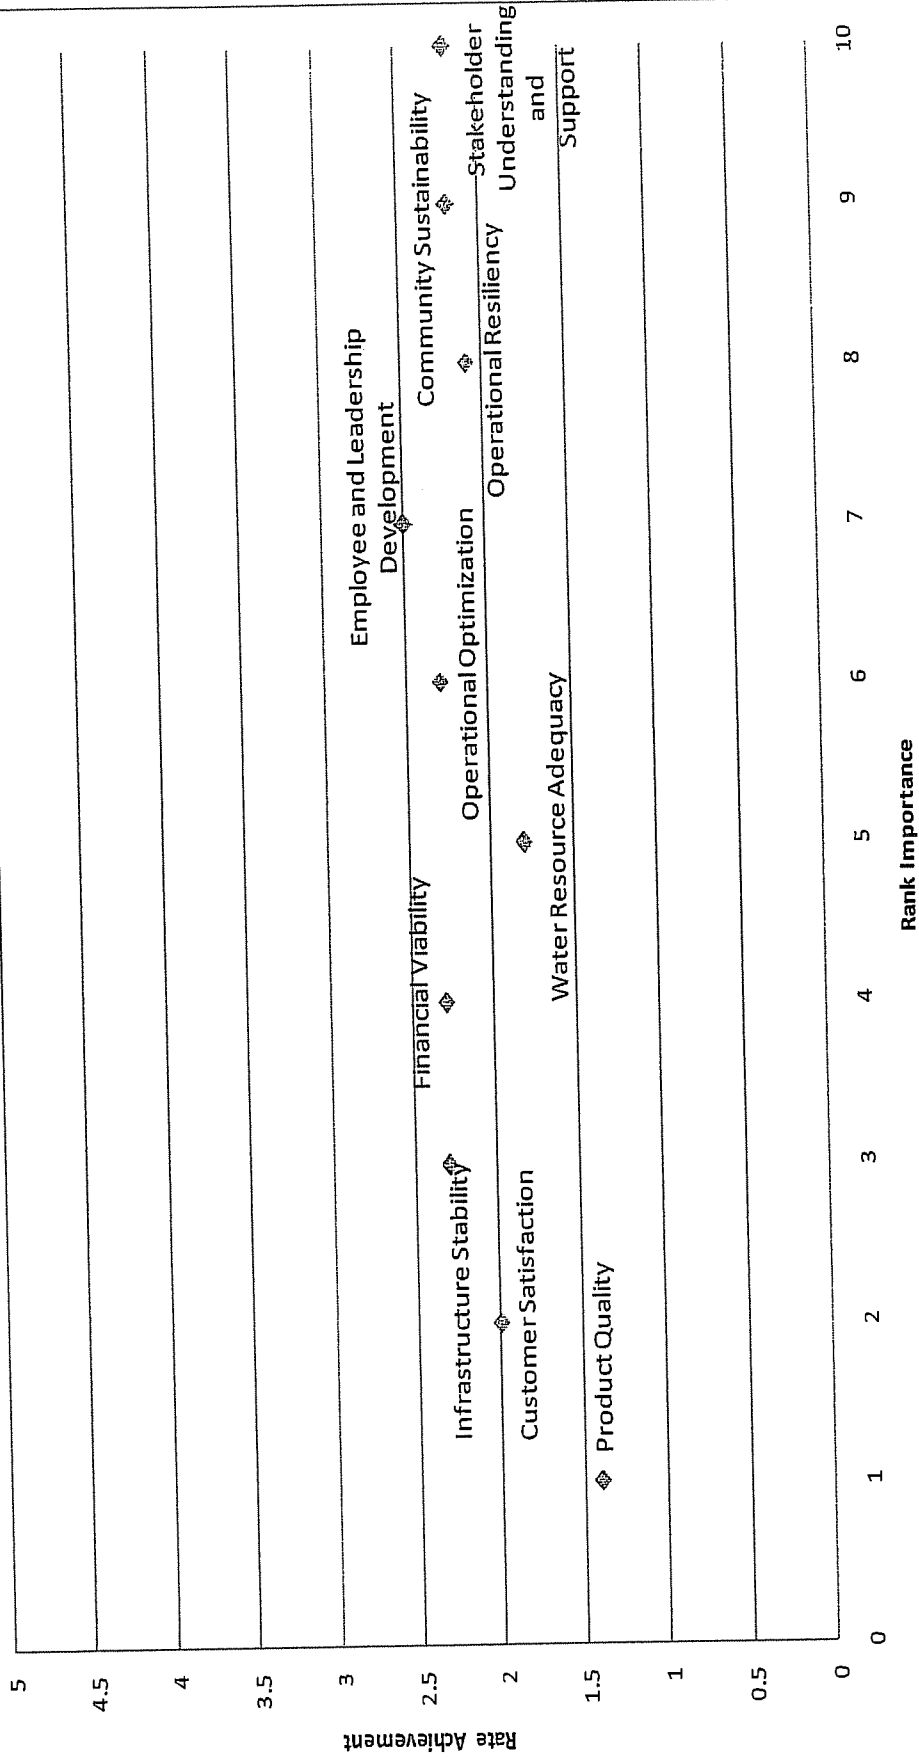 5
4.5
4
3.5
3
2.5
2
1.5
1
0.5
0
Rate Achievement
Employee and Leadership
Development
Community Sustainability
Stakeholder
Understanding
and
Support
Financial Viability
Operational Optimization
Operational Resiliency
Infrastructure Stability
Customer Satisfaction
Water Resource Adequacy
Product Quality
0
1
2
3
4
5
6
7
8
9
10
Rank Importance